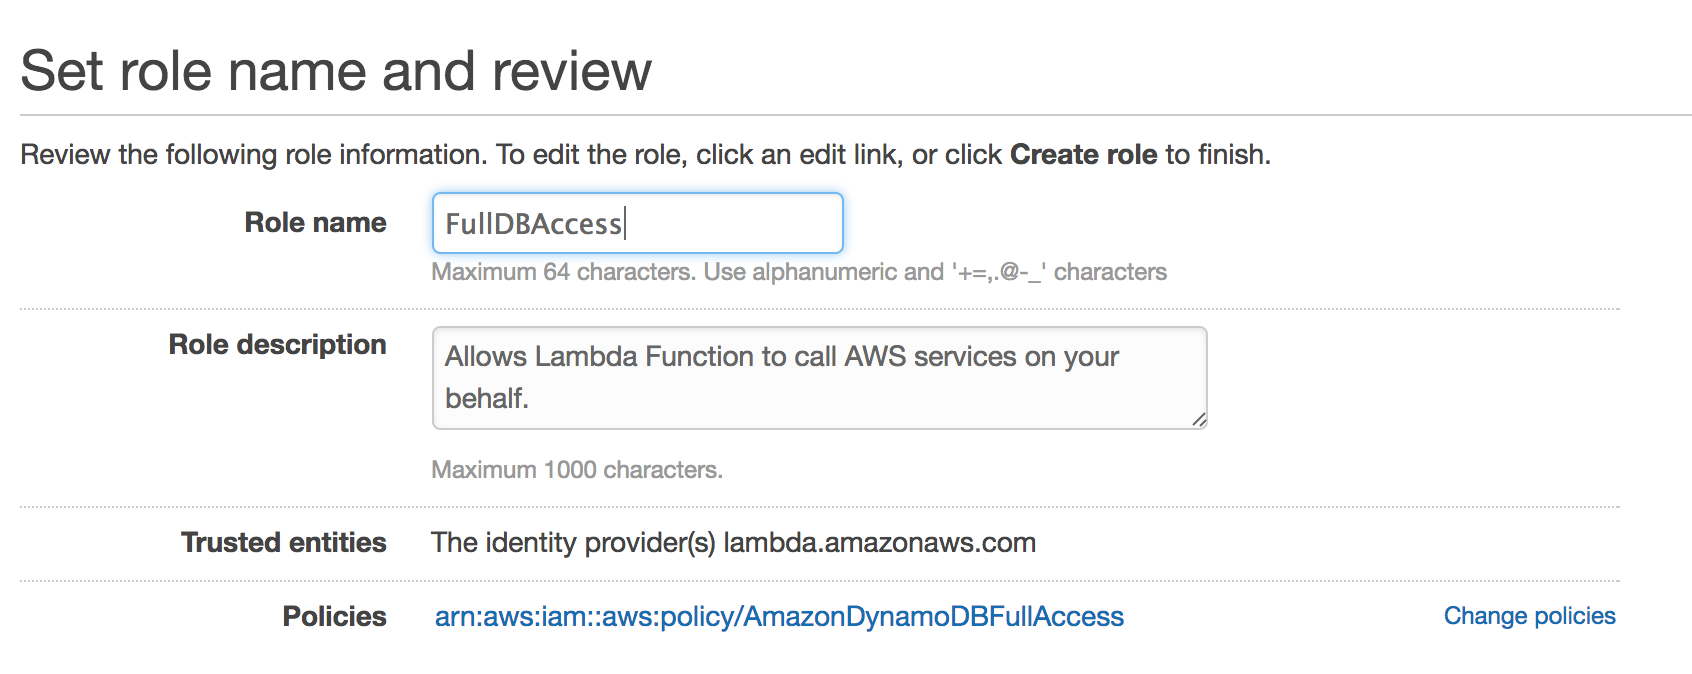 Set role name and review
Review the following role information. To edit the role, click an edit link, or click Create role to finish.
Role name FullDBAccess
Maximum 64 characters. Use alphanumeric and '+=,.@-_' characters
Role description Allows Lambda Function to call AWS services on your
behalf.
Maximum 1000 characters.
Trusted entities The identity provider(s) lambda.amazonaws.com
Policies arn:aws:iam::aws:policy/AmazonDynamoDBFullAccess Change policies